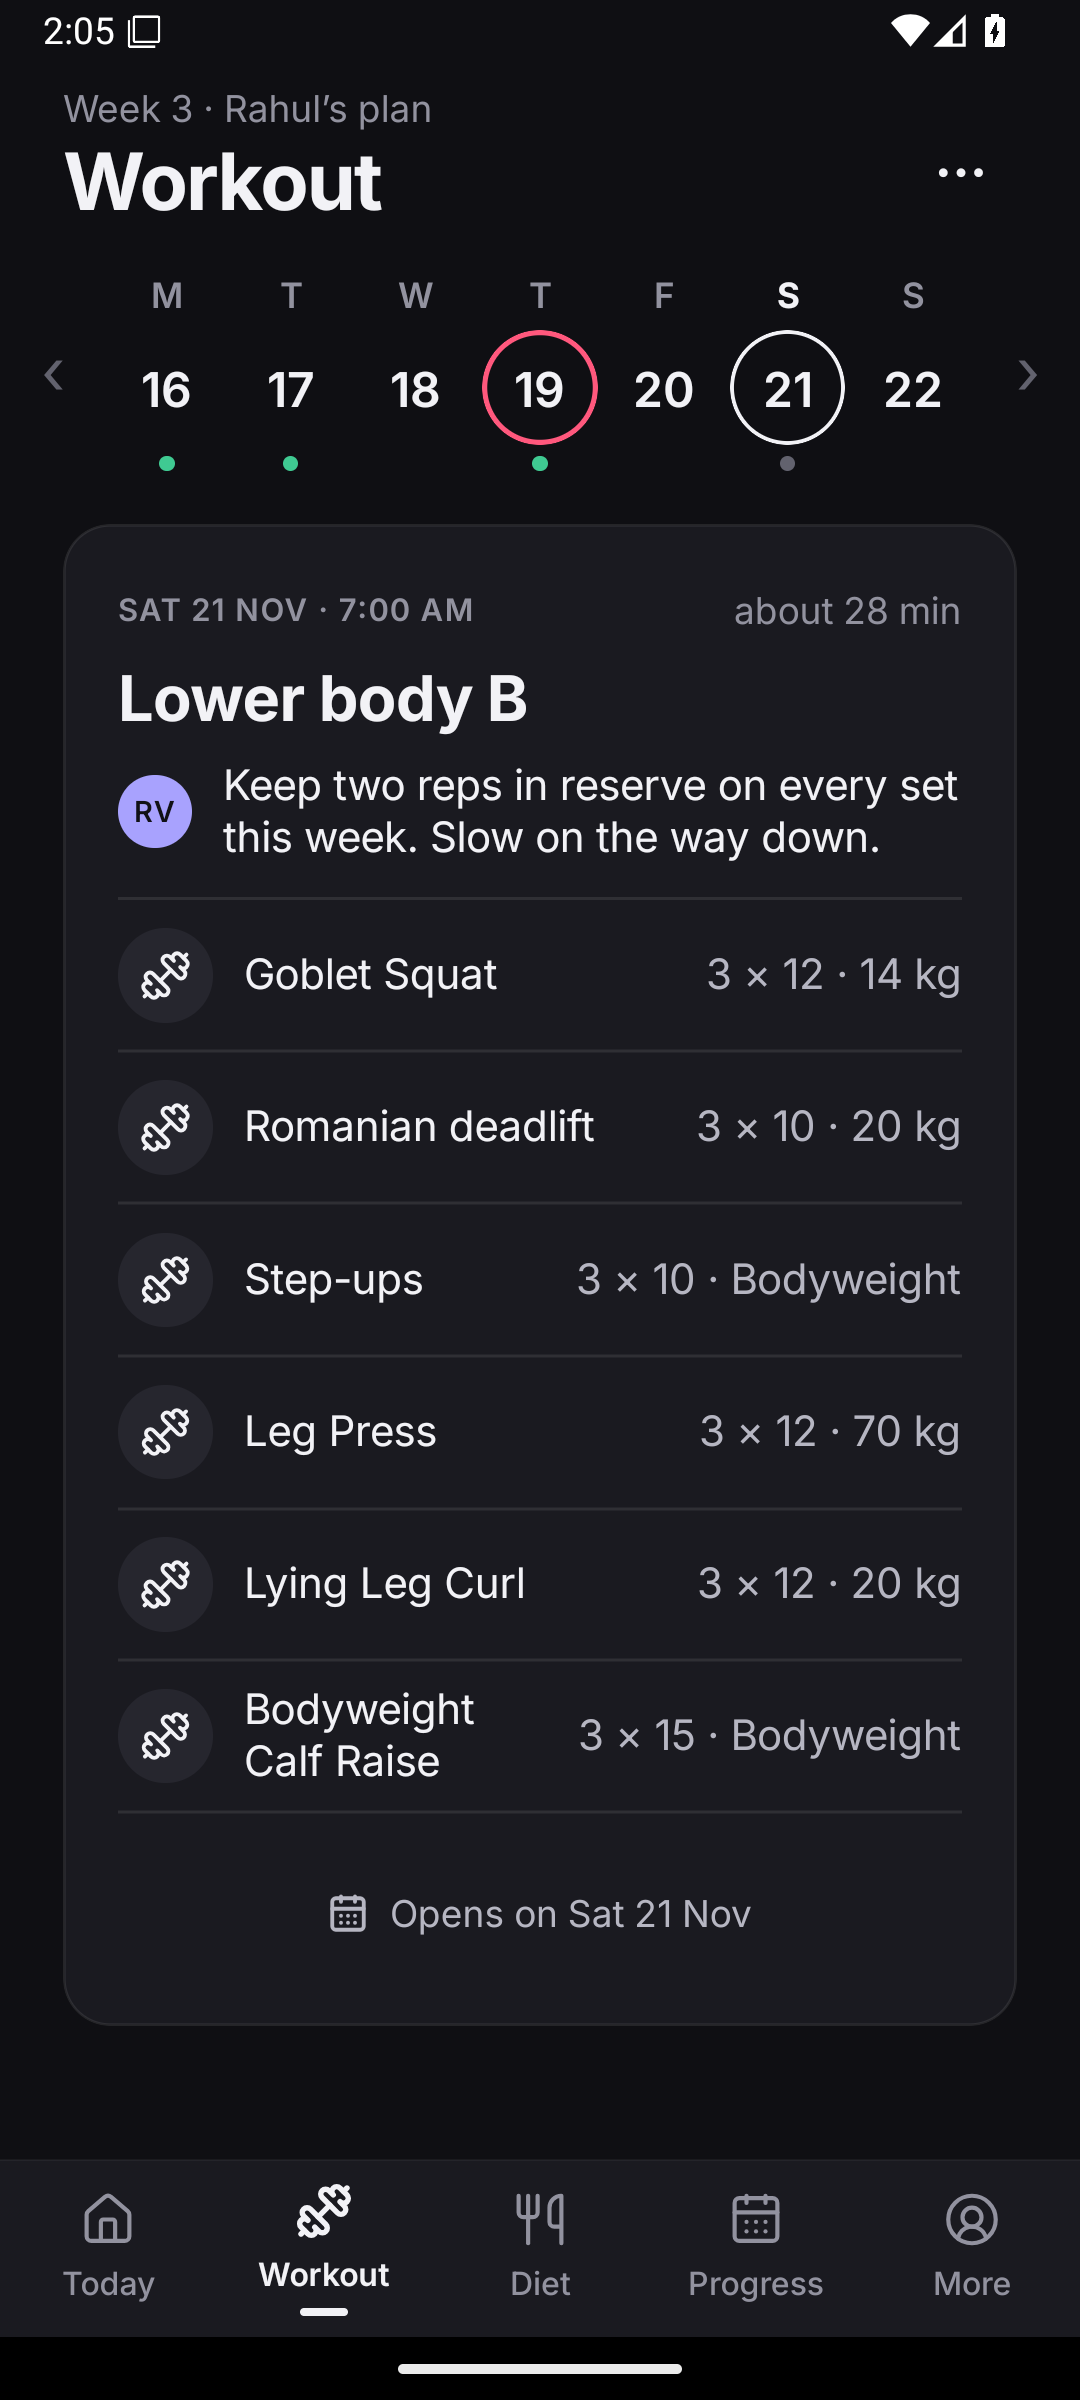 2:05
Week 3 · Rahul’s plan
Workout
M T W T F S S
16 17 18 19 20 21 22
SAT 21 NOV · 7:00 AM about 28 min
Lower body B
RV
Keep two reps in reserve on every set
this week. Slow on the way down.
Goblet Squat 3 × 12 · 14 kg
Romanian deadlift 3 × 10 · 20 kg
Step-ups 3 × 10 · Bodyweight
Leg Press 3 × 12 · 70 kg
Lying Leg Curl 3 × 12 · 20 kg
Bodyweight
Calf Raise 3 × 15 · Bodyweight
Opens on Sat 21 Nov
Today Workout Diet Progress More